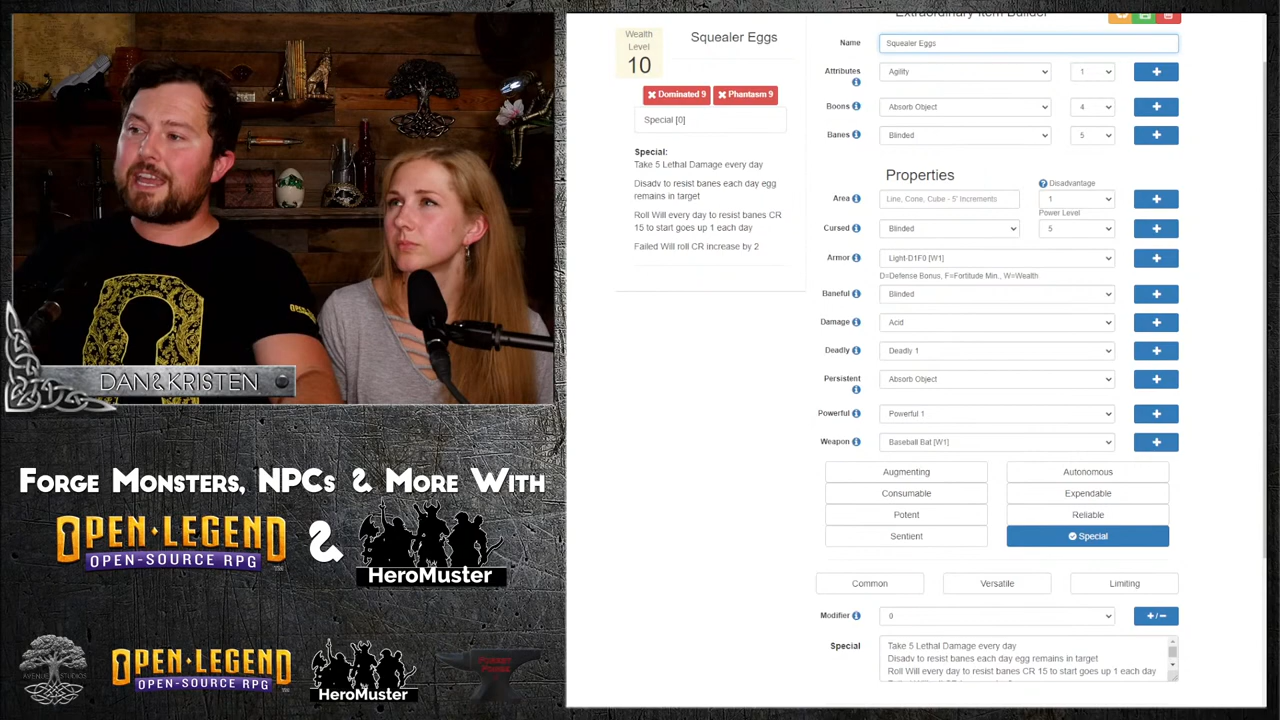 DAN & KRISTEN
FORGE MONSTERS, NPCS & MORE WITH
OPEN LEGEND
OPEN-SOURCE RPG
&
HeroMuster
AVENUE STUDIOS
OPEN LEGEND
OPEN-SOURCE RPG
HeroMuster
Wealth
Level
10
Squealer Eggs
Dominated 9
Phantasm 9
Special [0]
Special:
Take 5 Lethal Damage every day
Disadv to resist banes each day egg
remains in target
Roll Will every day to resist banes CR
15 to start goes up 1 each day
Failed Will roll CR increase by 2
Extraordinary Item Builder
Name Squealer Eggs
Attributes Agility 1
Boons Absorb Object 4
Banes Blinded 5
Properties
Disadvantage
Area Line, Cone, Cube - 5' Increments 1
Power Level
Cursed Blinded 5
Armor Light-D1F0 [W1]
D=Defense Bonus, F=Fortitude Min., W=Wealth
Baneful Blinded
Damage Acid
Deadly Deadly 1
Persistent Absorb Object
Powerful Powerful 1
Weapon Baseball Bat [W1]
Augmenting Autonomous
Consumable Expendable
Potent Reliable
Sentient Special
Common Versatile Limiting
Modifier 0 +/-
Special Take 5 Lethal Damage every day
Disadv to resist banes each day egg remains in target
Roll Will every day to resist banes CR 15 to start goes up 1 each day